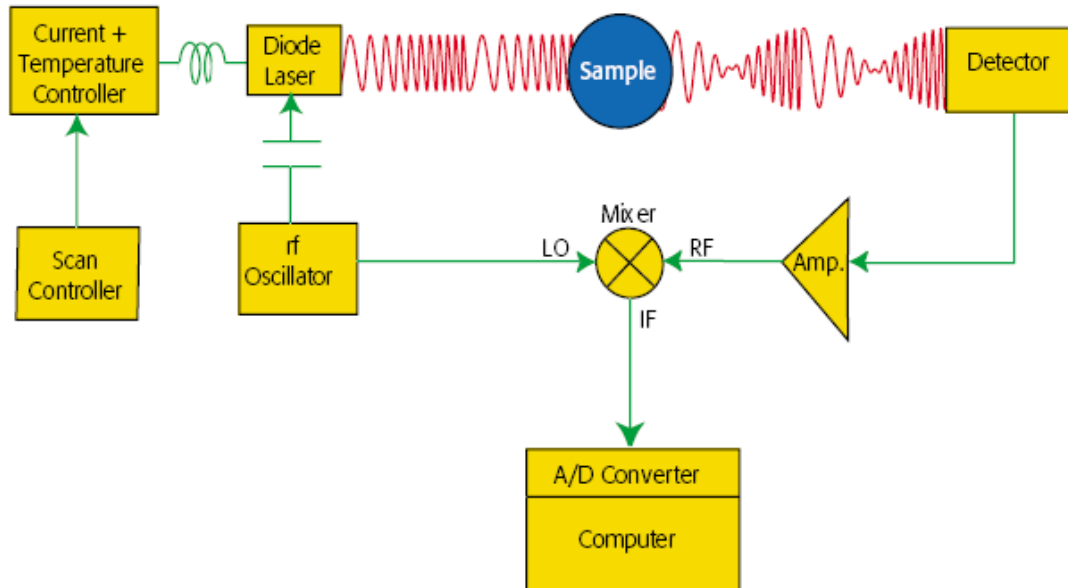 Current +
Temperature
Controller
Diode
Laser
Sample
Detector
Scan
Controller
rf
Oscillator
LO
Mixer
RF
Amp.
IF
A/D Converter
Computer